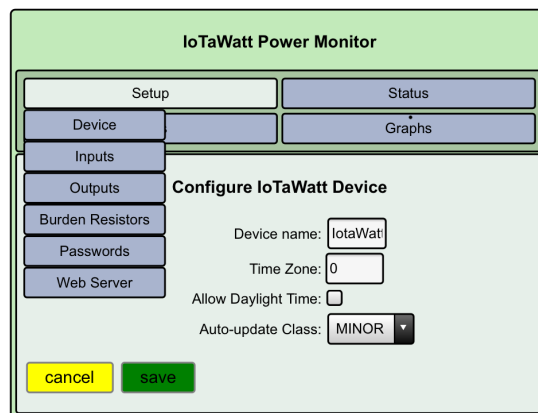 IoTaWatt Power Monitor
Setup
Status
Device
Graphs
Inputs
Outputs
Configure IoTaWatt Device
Burden Resistors
Device name: IotaWatt
Passwords
Time Zone: 0
Web Server
Allow Daylight Time:
Auto-update Class: MINOR
cancel save